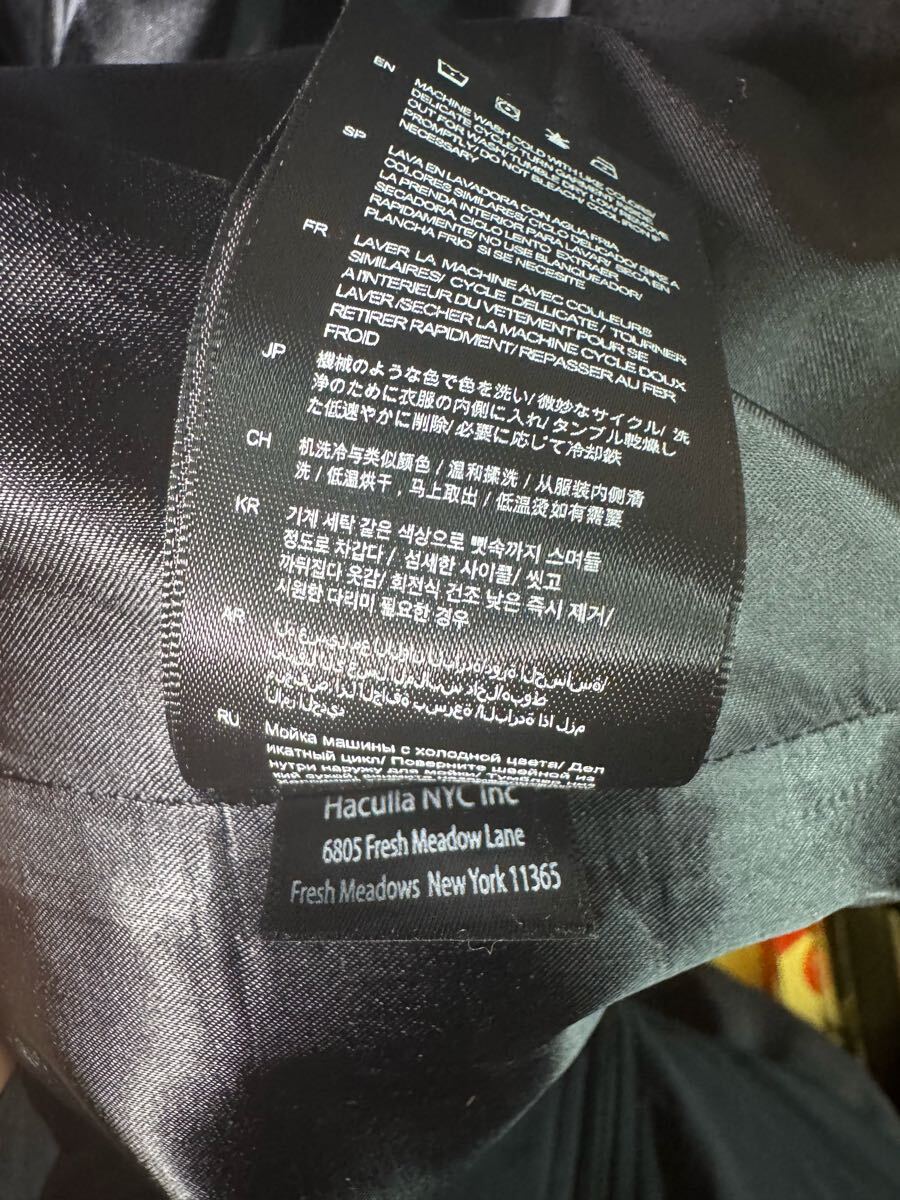 EN
MACHINE WASH COLD WITH LIKE COLORS/
DELICATE CYCLE/ TURN GARMENT INSIDE
OUT FOR WASH/ TUMBLE DRY LOW REMOVE
PROMPTLY/ DO NOT BLEACH/ COOL IRON IF
NECESSARY
SP
LAVA EN LAVADORA CON AGUA FRIA
COLORES SIMILARES/ CICLO DELICADO/ GIRE
LA PRENDA INTERIOR PARA LAVAR/ SECAR A
SECADORA, CICLO LENTO, EXTRAER SECA EN
RAPIDAMENTE/ NO USE BLANQUEADOR/
PLANCHA FRIO SI SE NECESITE
FR
LAVER LA MACHINE AVEC COULEURS
SIMILAIRES/ CYCLE DELLICATE/ TOURNER
A l'INTERIEUR DU VETEMENT POUR SE
LAVER /SECHER LA MACHINE CYCLE DOUX
RETIRER RAPIDMENT/ REPASSER AU FER
FROID
JP
機械のような色で色を洗い/ 微妙なサイクル/ 洗
浄のために衣服の内側に入れ/ タンブル乾燥し
た低速やかに削除/ 必要に応じて冷却鉄
CH
机洗冷与类似颜色 / 温和揉洗 / 从服装内侧清
洗 / 低温烘干 , 马上取出 / 低温烫如有需要
KR
기계 세탁 같은 색상으로 뼛속까지 스며들
정도로 차갑다/ 섬세한 사이클/ 씻고
까뒤집다 옷감/ 회전식 건조 낮은 즉시 제거/
시원한 다리미 필요한 경우
AR
RU
Мойка машины с холодной цвета/ Дел
икатный цикл/ Поверните швейной из
нутри наружу для мойки/
Haculla NYC Inc
6805 Fresh Meadow Lane
Fresh Meadows New York 11365